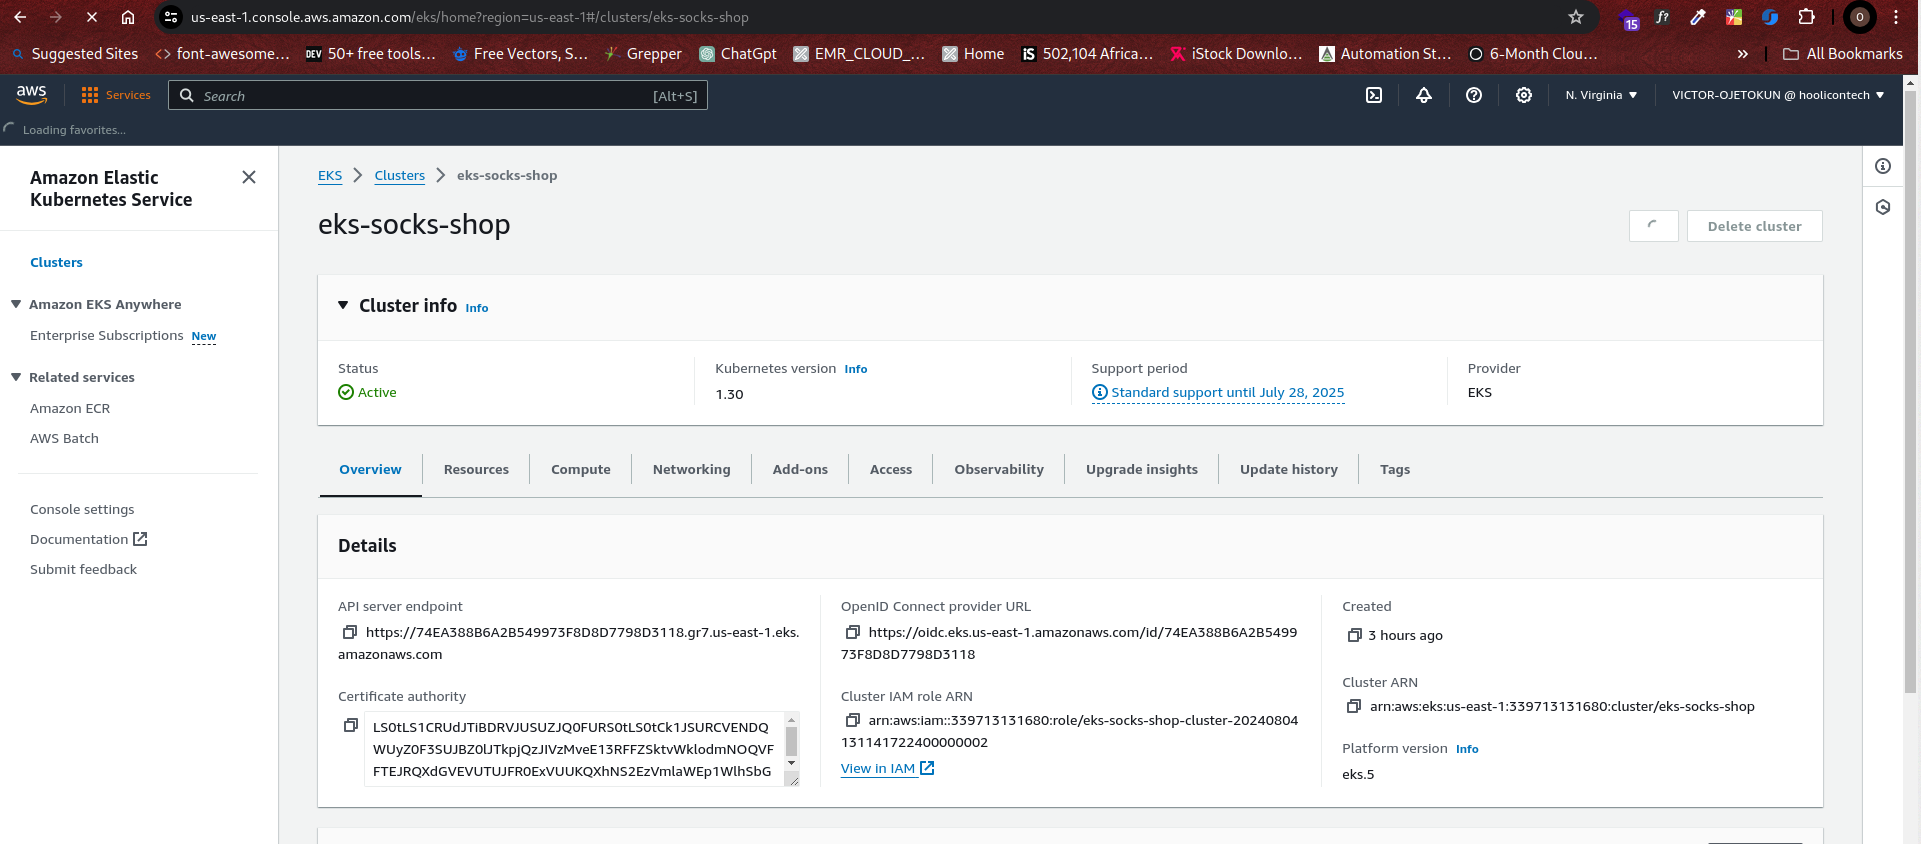 us-east-1.console.aws.amazon.com/eks/home?region=us-east-1#/clusters/eks-socks-shop
15
f?
O
Suggested Sites
font-awesome...
DEV 50+ free tools...
Free Vectors, S...
Grepper
ChatGpt
EMR_CLOUD_...
Home
iS 502,104 Africa...
iStock Downlo...
Automation St...
6-Month Clou...
»
All Bookmarks
aws
Services
Search
[Alt+S]
N. Virginia
VICTOR-OJETOKUN @ hoolicontech
Loading favorites...
Amazon Elastic
Kubernetes Service
Clusters
Amazon EKS Anywhere
Enterprise Subscriptions New
Related services
Amazon ECR
AWS Batch
Console settings
Documentation
Submit feedback
EKS
Clusters
eks-socks-shop
eks-socks-shop
Delete cluster
Cluster info Info
Status
Active
Kubernetes version Info
1.30
Support period
Standard support until July 28, 2025
Provider
EKS
Overview
Resources
Compute
Networking
Add-ons
Access
Observability
Upgrade insights
Update history
Tags
Details
API server endpoint
https://74EA388B6A2B549973F8D8D7798D3118.gr7.us-east-1.eks.
amazonaws.com
Certificate authority
LS0tLS1CRUdJTiBDRVJUSUZJQ0FURS0tLS0tCk1JSURCVENDQ
WUyZ0F3SUJBZ0lJTkpjQzJIVzMveE13RFFZSktvWklodmNOQVF
FTEJRQXdGVEVUTUJFR0ExVUUKQXhNS2EzVmlaWEp1WlhSbG
OpenID Connect provider URL
https://oidc.eks.us-east-1.amazonaws.com/id/74EA388B6A2B5499
73F8D8D7798D3118
Cluster IAM role ARN
arn:aws:iam::339713131680:role/eks-socks-shop-cluster-20240804
131141722400000002
View in IAM
Created
3 hours ago
Cluster ARN
arn:aws:eks:us-east-1:339713131680:cluster/eks-socks-shop
Platform version Info
eks.5